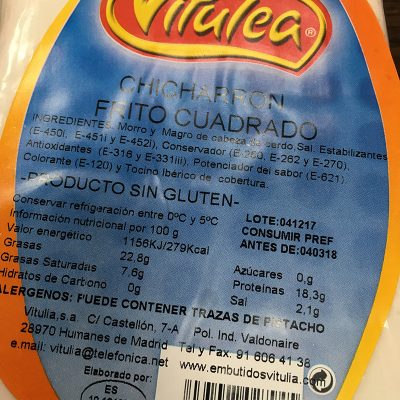 Vitulea®
CHICHARRON
FRITO CUADRADO
INGREDIENTES: Morro y Magro de cabeza de cerdo, Sal, Estabilizantes
(E-450i, E-451i y E-452i), Conservador (E-250, E-262 y E-270),
Antioxidantes (E-316 y E-331iii), Potenciador del sabor (E-621),
Colorante (E-120) y Tocino Ibérico de cobertura.
-PRODUCTO SIN GLUTEN-
Conservar refrigeración entre 0ºC y 5ºC
Información nutricional por 100 g
Valor energético 1156KJ/279Kcal
Grasas 22,8g
Grasas Saturadas 7,6g
Hidratos de Carbono 0g
LOTE:041217
CONSUMIR PREF
ANTES DE:040318
Azúcares 0,g
Proteínas 18,3g
Sal 2,1g
ALERGENOS: PUEDE CONTENER TRAZAS DE PISTACHO
Vitulia,s.a. C/ Castellón, 7-A Pol. Ind. Valdonaire
28970 Humanes de Madrid Tel y Fax. 91 606 41 38
e.mail: vitulia@telefonica.net www.embutidosvitulia.com
Elaborado por:
ES